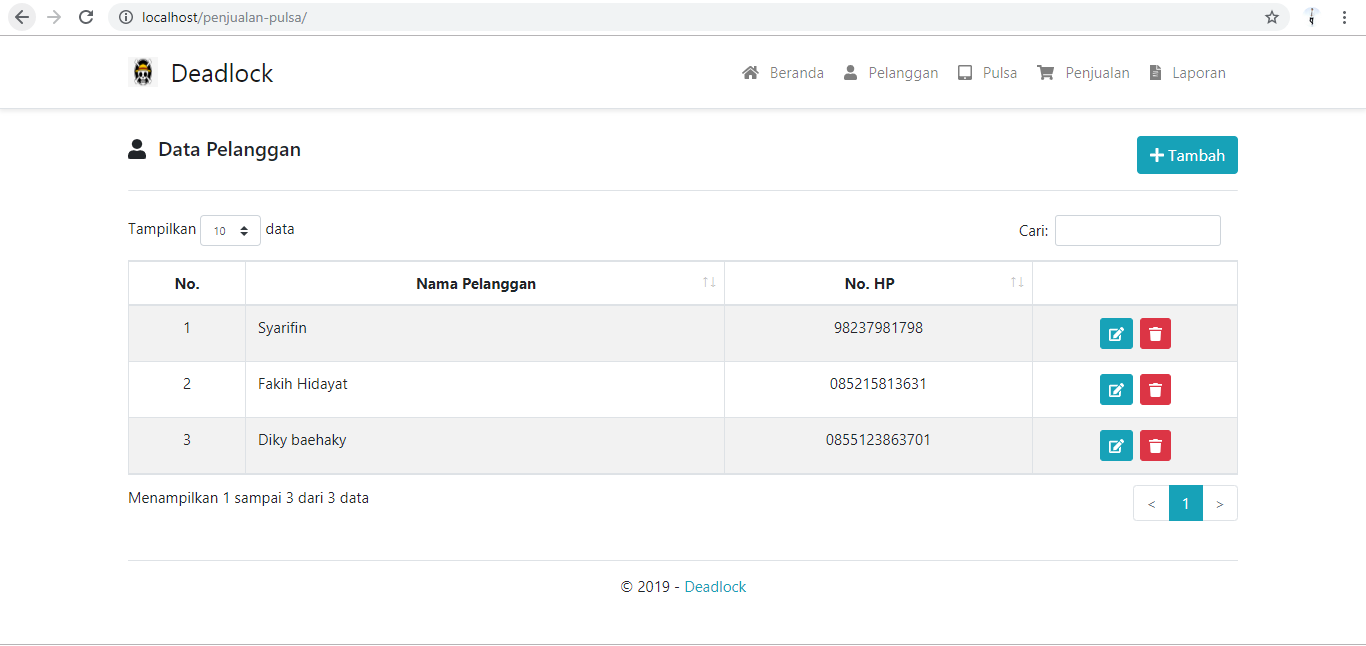 localhost/penjualan-pulsa/
Deadlock Beranda Pelanggan Pulsa Penjualan Laporan
Data Pelanggan Tambah
Tampilkan 10 data Cari:
No. Nama Pelanggan No. HP
1 Syarifin 98237981798
2 Fakih Hidayat 085215813631
3 Diky baehaky 0855123863701
Menampilkan 1 sampai 3 dari 3 data < 1 >
© 2019 - Deadlock